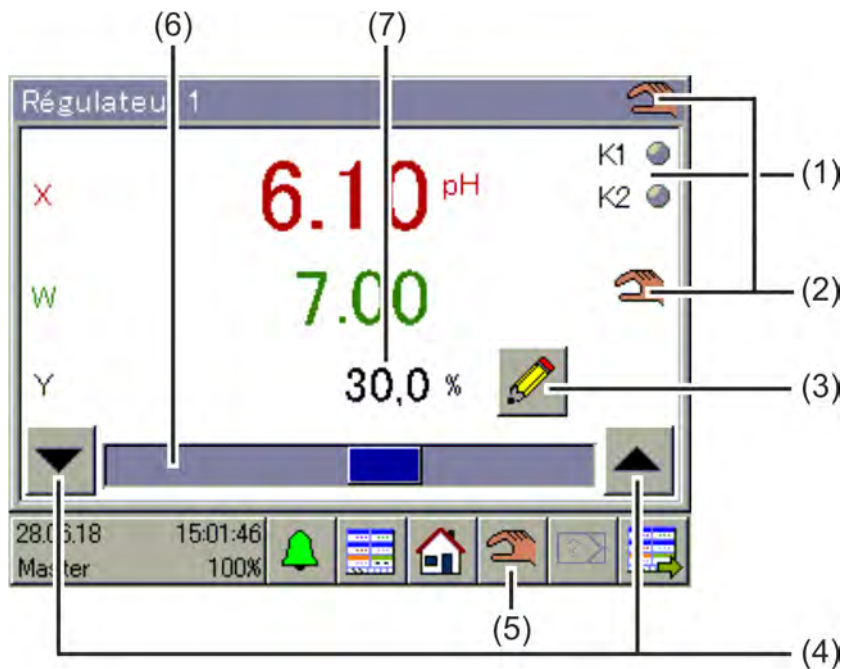 (6) (7)
Régulateur 1
K1
(1)
X 6.10 pH
K2
W 7.00
(2)
Y 30,0 %
(3)
28.06.18 15:01:46
Master 100%
(5)
(4)